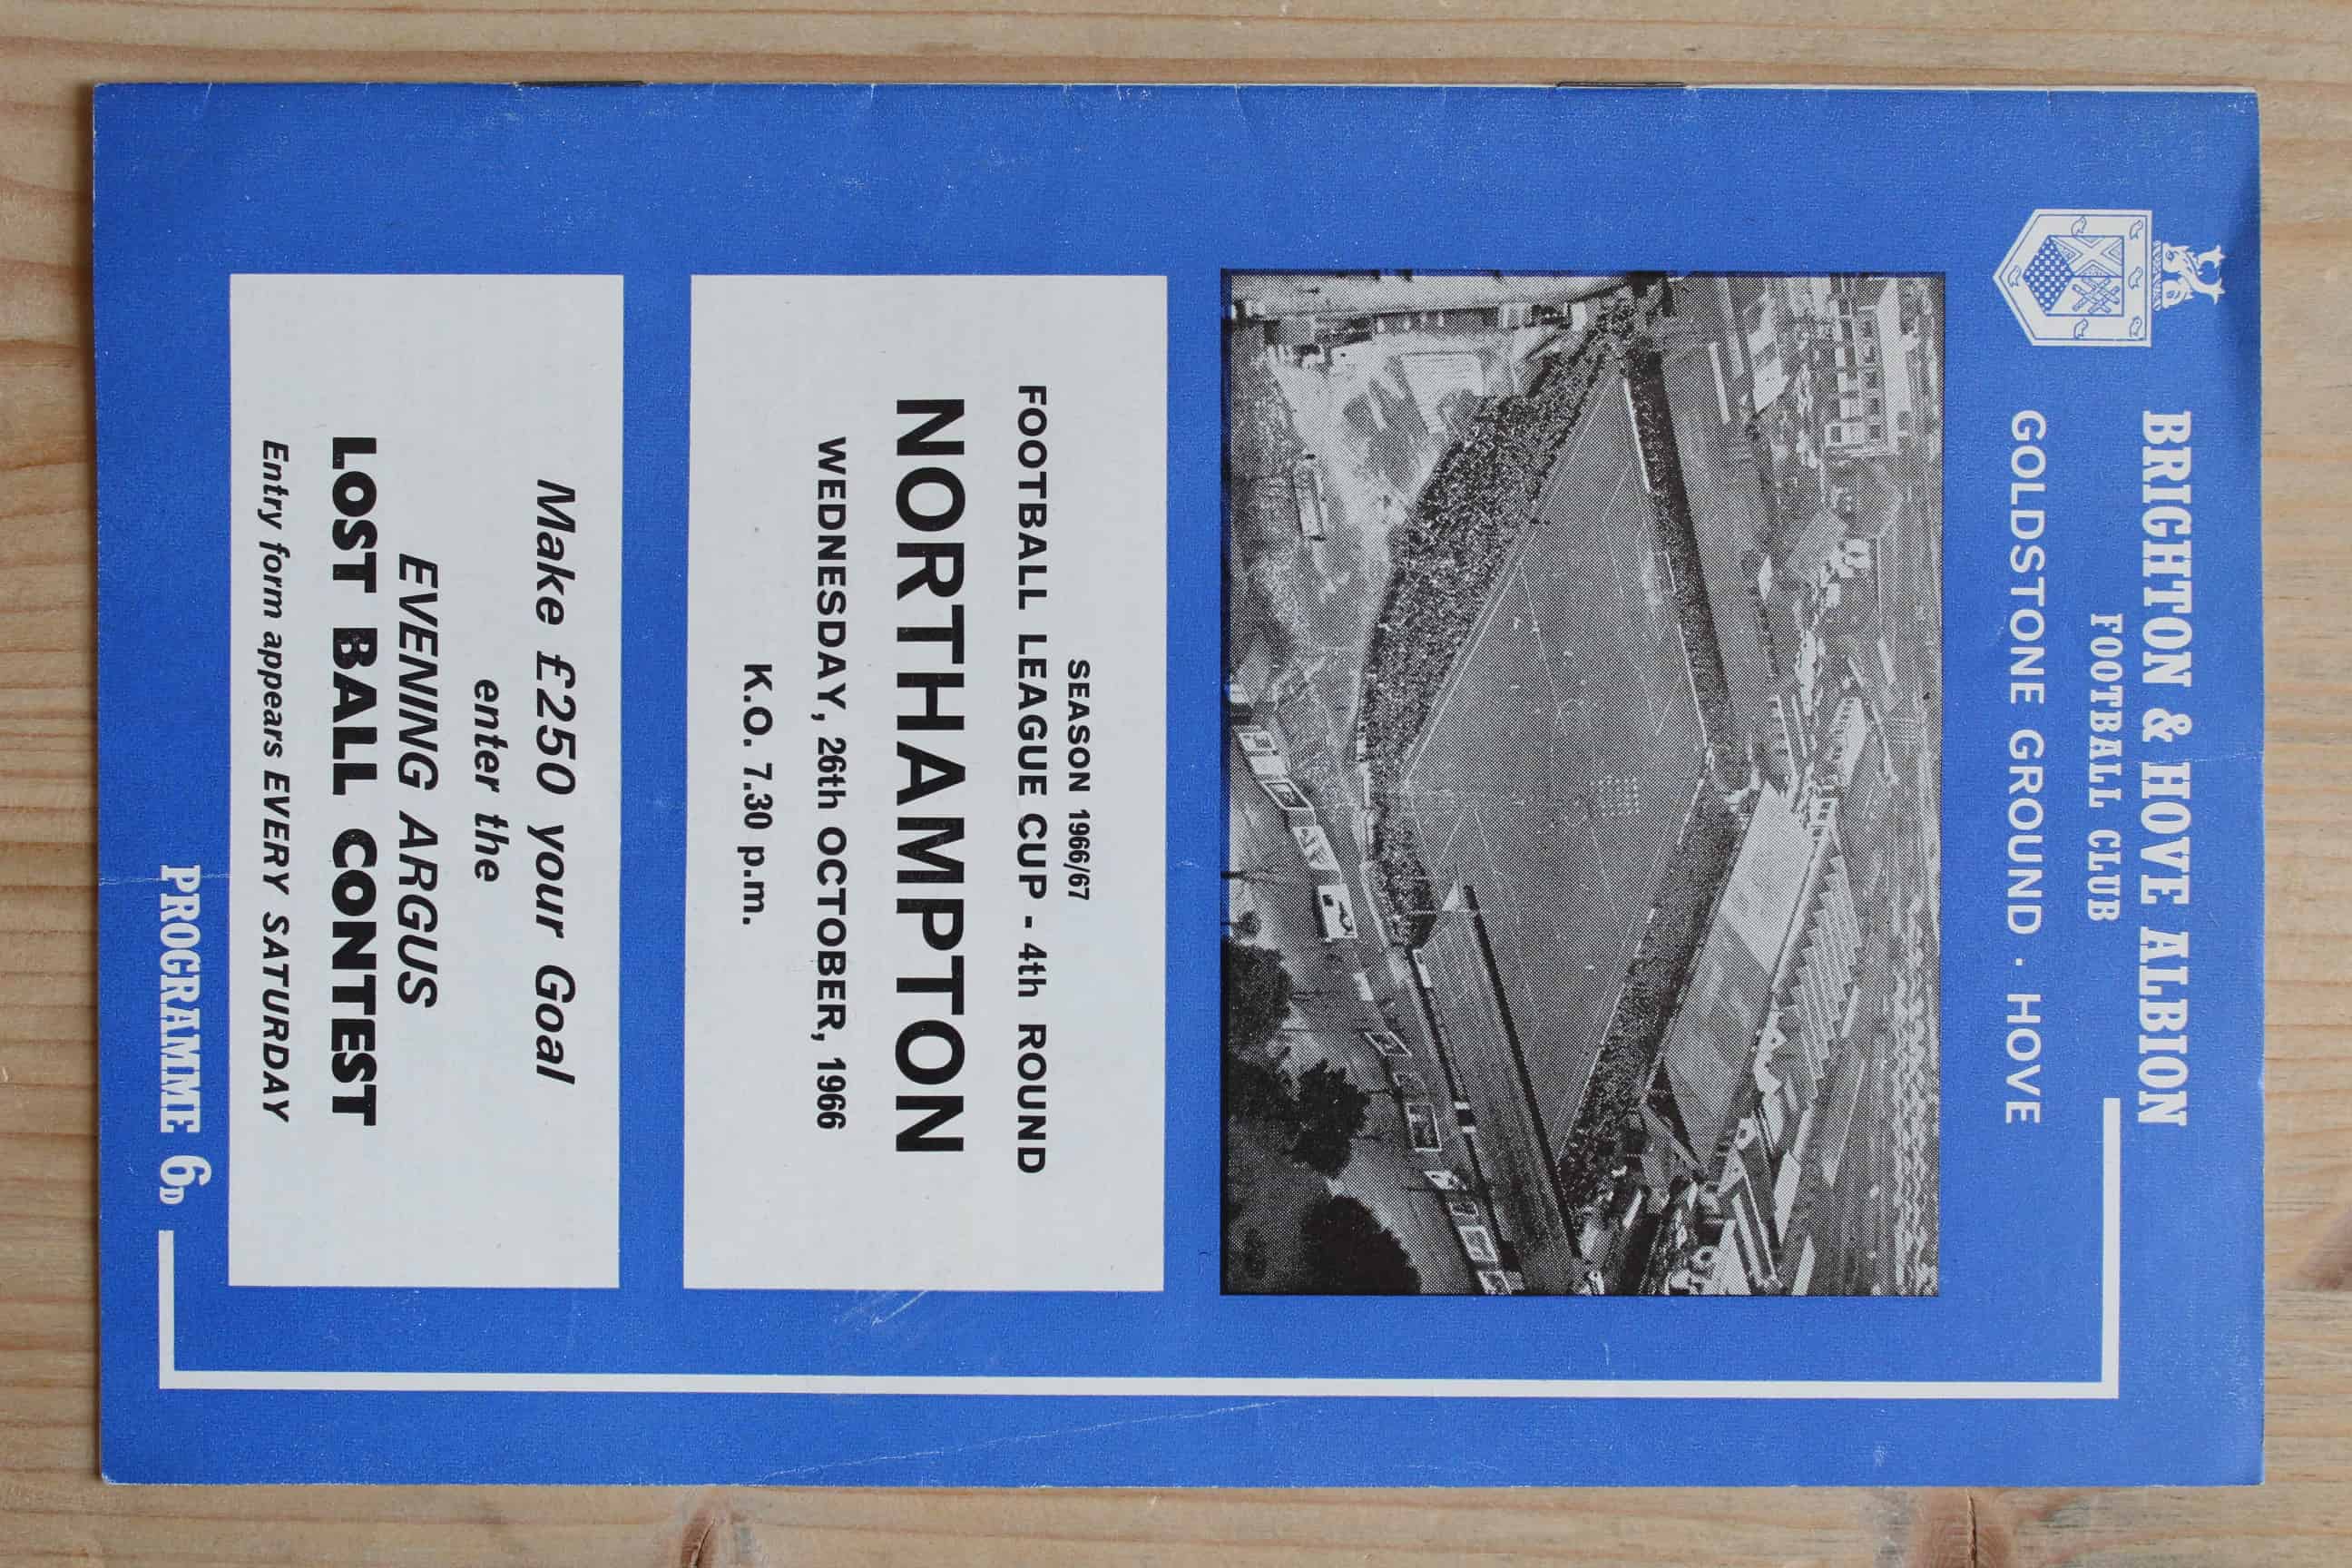 BRIGHTON & HOVE ALBION
FOOTBALL CLUB
GOLDSTONE GROUND · HOVE
SEASON 1966/67
FOOTBALL LEAGUE CUP - 4th ROUND
NORTHAMPTON
WEDNESDAY, 26th OCTOBER, 1966
K.O. 7.30 p.m.
Make £250 your Goal
enter the
EVENING ARGUS
LOST BALL CONTEST
Entry form appears EVERY SATURDAY
PROGRAMME 6D